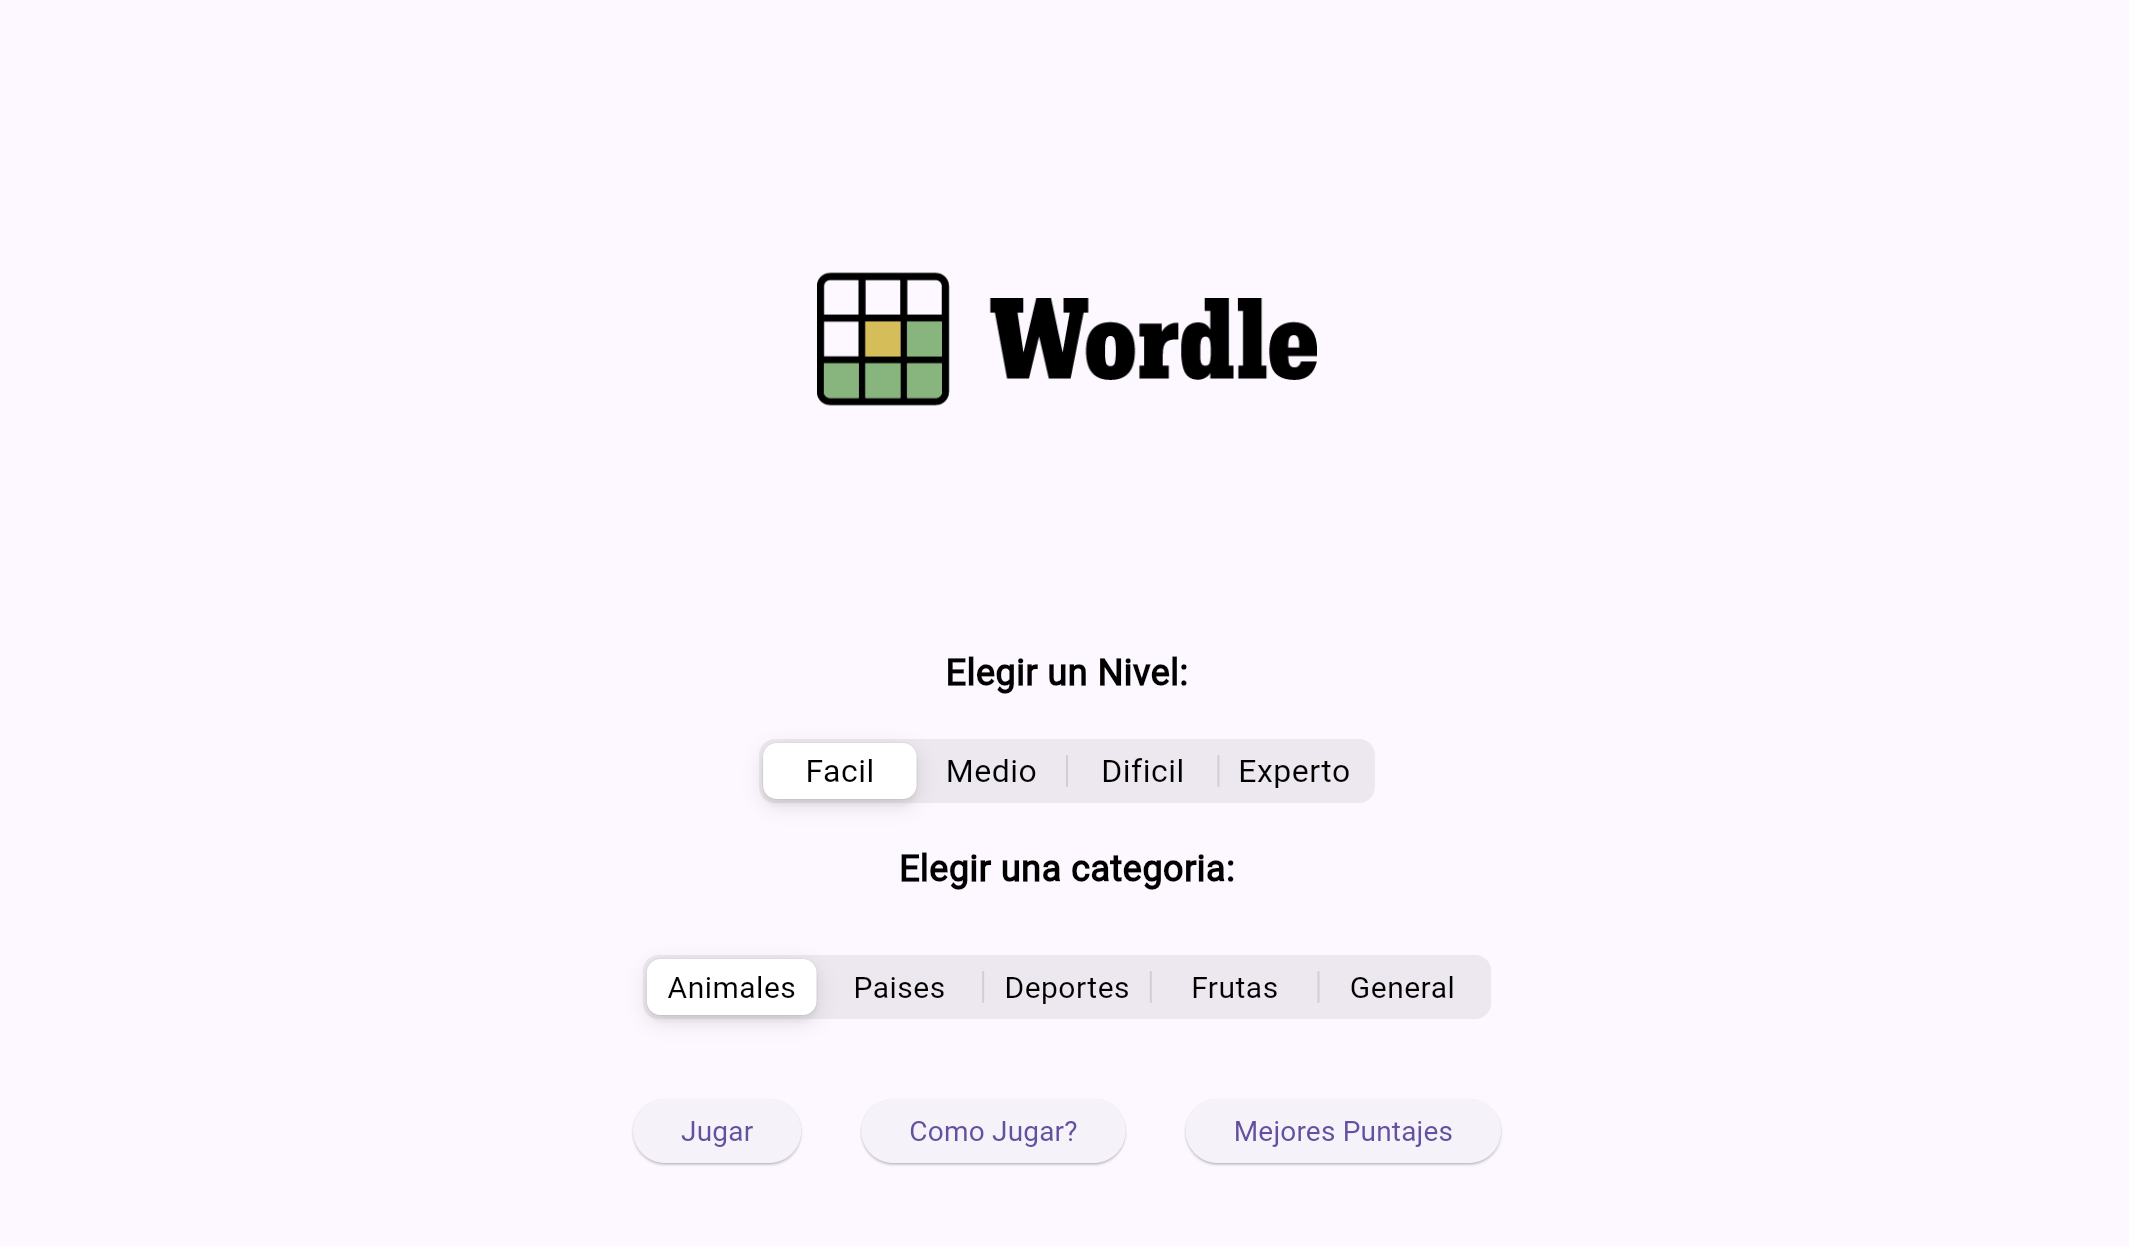 Wordle
Elegir un Nivel:
Facil Medio Dificil Experto
Elegir una categoria:
Animales Paises Deportes Frutas General
Jugar Como Jugar? Mejores Puntajes